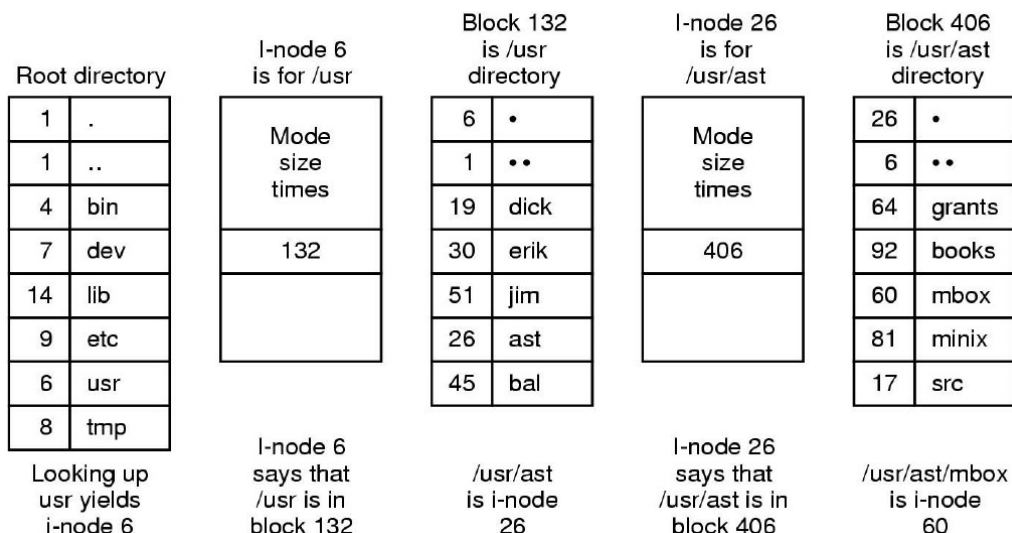 Root directory
1 .
1 ..
4 bin
7 dev
14 lib
9 etc
6 usr
8 tmp
Looking up
usr yields
i-node 6
I-node 6
is for /usr
Mode
size
times
132
I-node 6
says that
/usr is in
block 132
Block 132
is /usr
directory
6 •
1 ••
19 dick
30 erik
51 jim
26 ast
45 bal
/usr/ast
is i-node
26
I-node 26
is for
/usr/ast
Mode
size
times
406
I-node 26
says that
/usr/ast is in
block 406
Block 406
is /usr/ast
directory
26 •
6 ••
64 grants
92 books
60 mbox
81 minix
17 src
/usr/ast/mbox
is i-node
60